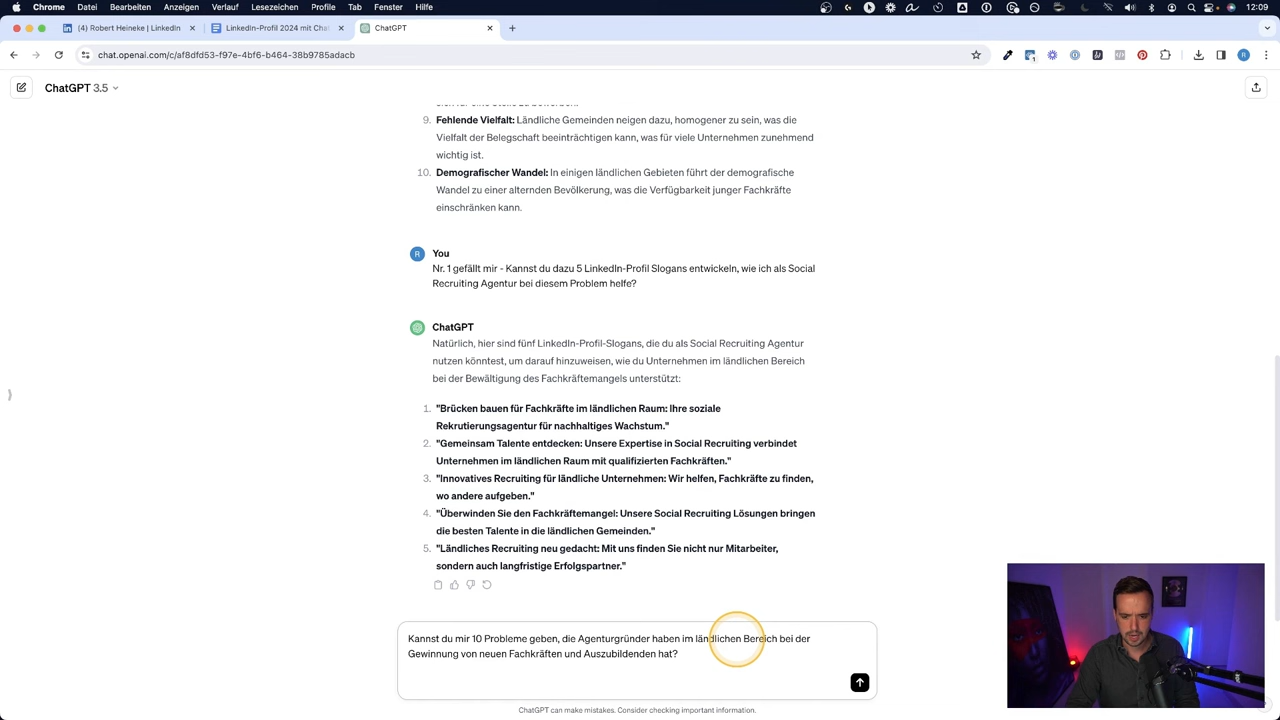 Chrome Ablage Bearbeiten Anzeigen Verlauf Lesezeichen Profile Tab Fenster Hilfe 12:09
(4) Robert Heineke | LinkedIn LinkedIn-Profil 2024 mit Cha ChatGPT
chat.openai.com/c/af8dfd53-f97e-4bf6-b464-38b9785adacb R
ChatGPT 3.5
9. Fehlende Vielfalt: Ländliche Gemeinden neigen dazu, homogener zu sein, was die
Vielfalt der Belegschaft beeinträchtigen kann, was für viele Unternehmen zunehmend
wichtig ist.
10. Demografischer Wandel: In einigen ländlichen Gebieten führt der demografische
Wandel zu einer alternden Bevölkerung, was die Verfügbarkeit junger Fachkräfte
einschränken kann.
R You
Nr. 1 gefällt mir - Kannst du dazu 5 LinkedIn-Profil Slogans entwickeln, wie ich als Social
Recruiting Agentur bei diesem Problem helfe?
ChatGPT
Natürlich, hier sind fünf LinkedIn-Profil-Slogans, die du als Social Recruiting Agentur
nutzen könntest, um darauf hinzuweisen, wie du Unternehmen im ländlichen Bereich
bei der Bewältigung des Fachkräftemangels unterstützt:
1. "Brücken bauen für Fachkräfte im ländlichen Raum: Ihre soziale
Rekrutierungsagentur für nachhaltiges Wachstum."
2. "Gemeinsam Talente entdecken: Unsere Expertise in Social Recruiting verbindet
Unternehmen im ländlichen Raum mit qualifizierten Fachkräften."
3. "Innovatives Recruiting für ländliche Unternehmen: Wir helfen, Fachkräfte zu finden,
wo andere aufgeben."
4. "Überwinden Sie den Fachkräftemangel: Unsere Social Recruiting Lösungen bringen
die besten Talente in die ländlichen Gemeinden."
5. "Ländliches Recruiting neu gedacht: Mit uns finden Sie nicht nur Mitarbeiter,
sondern auch langfristige Erfolgspartner."
Kannst du mir 10 Probleme geben, die Agenturgründer haben im ländlichen Bereich bei der
Gewinnung von neuen Fachkräften und Auszubildenden hat?
ChatGPT can make mistakes. Consider checking important information.